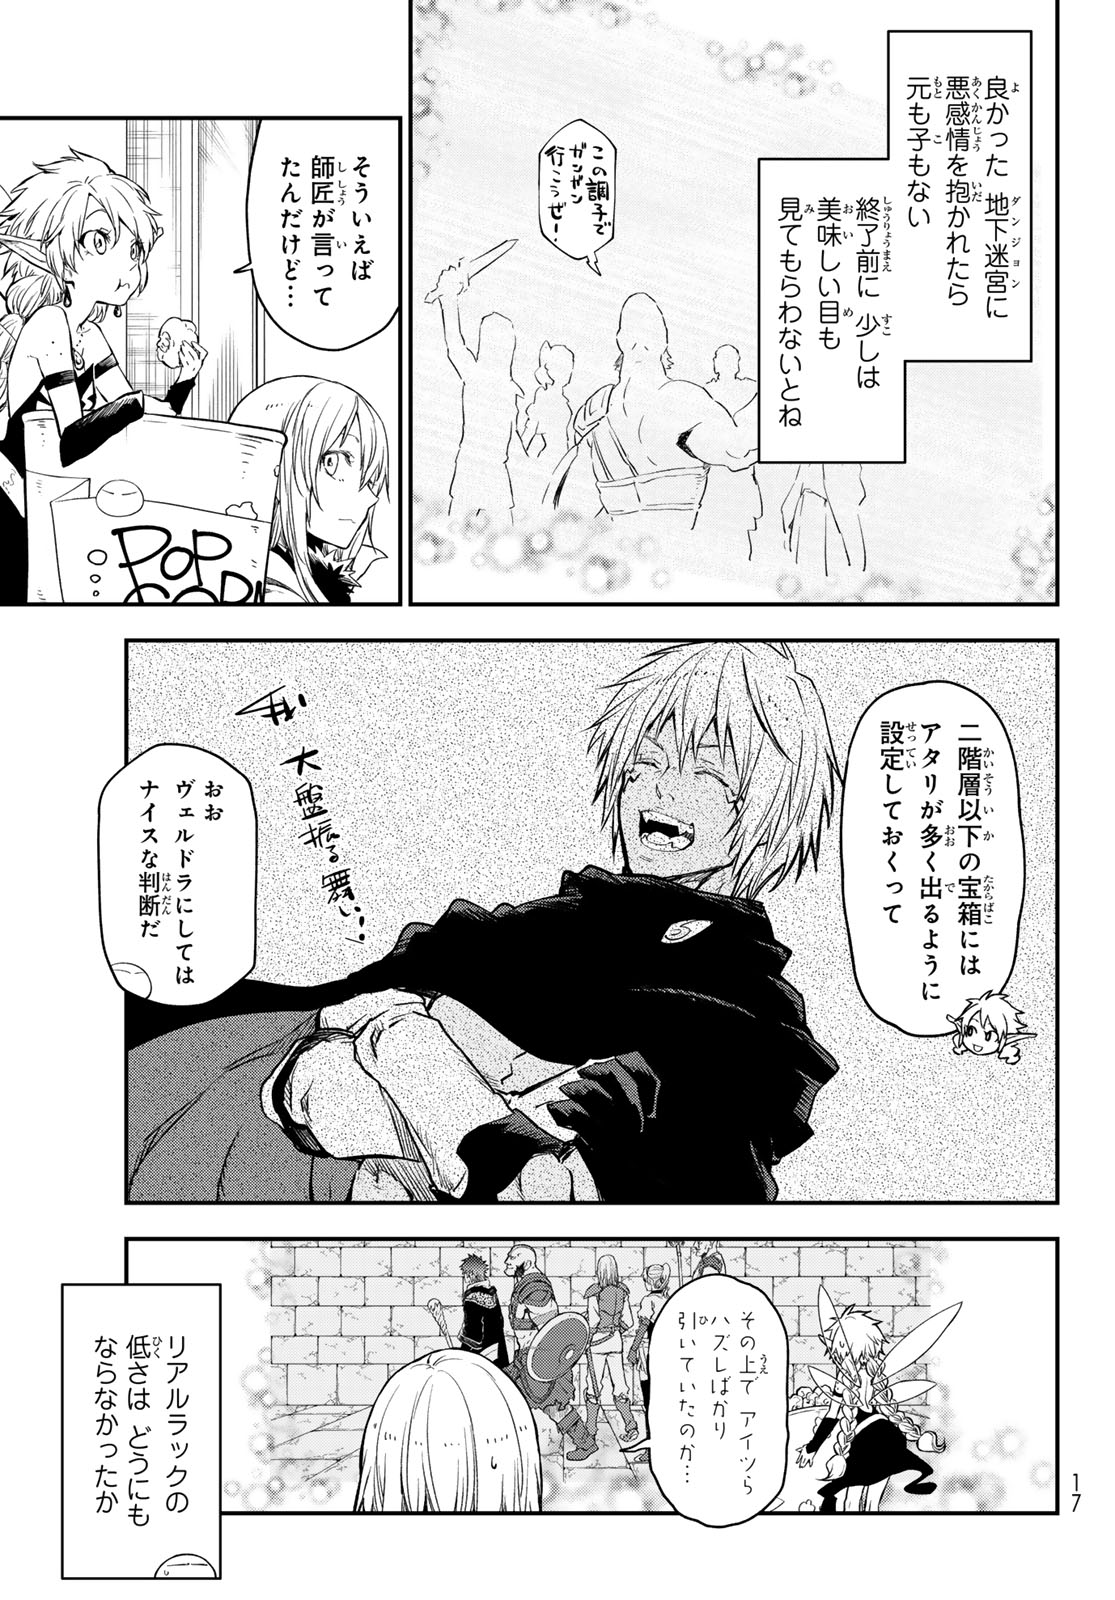 良かった 地下迷宮に
悪感情を抱かれたら
元も子もない
終了前に 少しは
美味しい目も
見てもらわないとね
この調子で
ガンガン
行こうぜ!
そういえば
師匠が言って
たんだけど…
POP
CORN
二階層以下の宝箱には
アタリが多く出るように
設定しておくって
大盤振る舞い…!
おお
ヴェルドラにしては
ナイスな判断だ
その上で アイツら
ハズレばかり
引いていたのか…
リアルラックの
低さは どうにも
ならなかったか
17